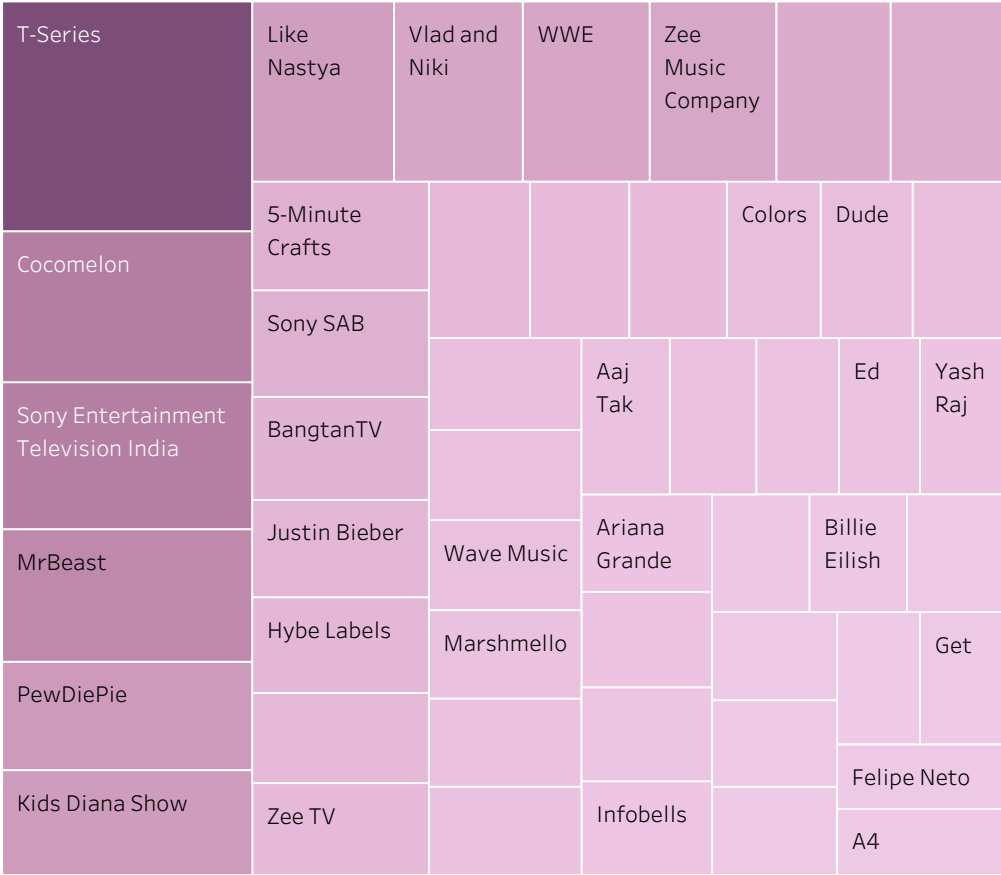 T-Series
Cocomelon
Sony Entertainment
Television India
MrBeast
PewDiePie
Kids Diana Show
Like
Nastya
Vlad and
Niki
WWE
Zee
Music
Company
5-Minute
Crafts
Sony SAB
BangtanTV
Justin Bieber
Hybe Labels
Zee TV
Colors
Dude
Wave Music
Marshmello
Aaj
Tak
Ed
Yash
Raj
Ariana
Grande
Billie
Eilish
Infobells
Get
Felipe Neto
A4